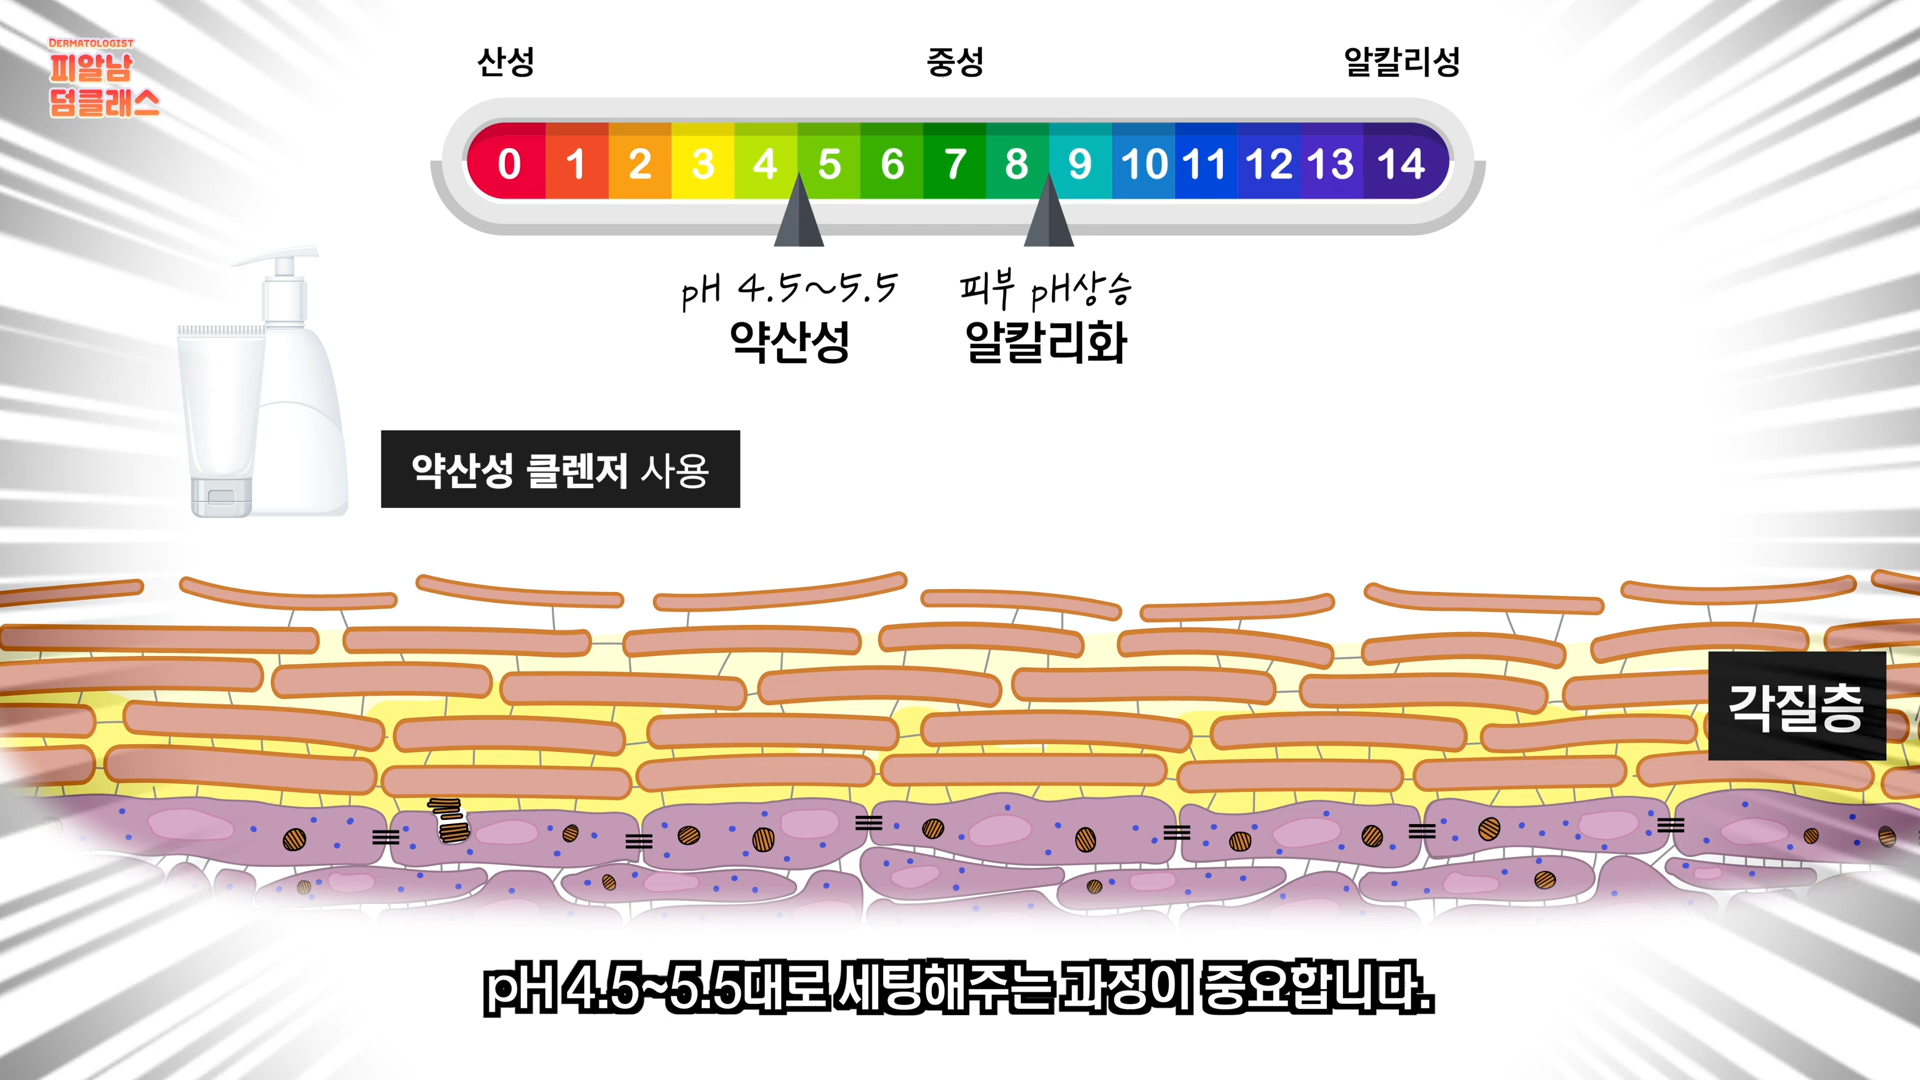 DERMATOLOGIST
피알남
덤클래스
산성
중성
알칼리성
0 1 2 3 4 5 6 7 8 9 10 11 12 13 14
pH 4.5~5.5
약산성
피부 pH상승
알칼리화
약산성 클렌저 사용
각질층
pH 4.5~5.5대로 세팅해주는 과정이 중요합니다.